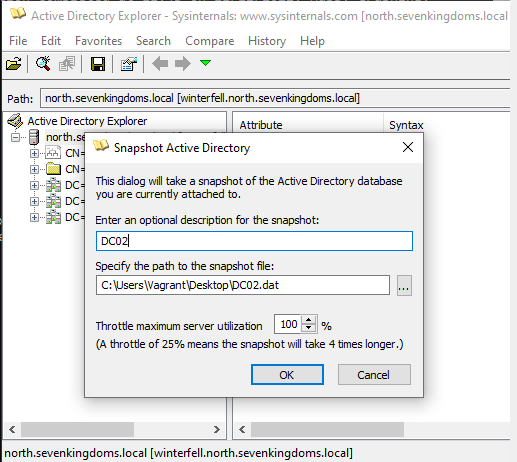 Active Directory Explorer - Sysinternals: www.sysinternals.com [north.sevenkingdoms.local
File Edit Favorites Search Compare History Help
Path: north.sevenkingdoms.local [winterfell.north.sevenkingdoms.local]
Active Directory Explorer
Attribute Syntax
north.se
CN=
CN=
DC=
DC=
DC=
Snapshot Active Directory
This dialog will take a snapshot of the Active Directory database
you are currently attached to.
Enter an optional description for the snapshot:
DC02
Specify the path to the snapshot file:
C:\Users\Vagrant\Desktop\DC02.dat
...
Throttle maximum server utilization 100 %
(A throttle of 25% means the snapshot will take 4 times longer.)
OK Cancel
north.sevenkingdoms.local [winterfell.north.sevenkingdoms.local]